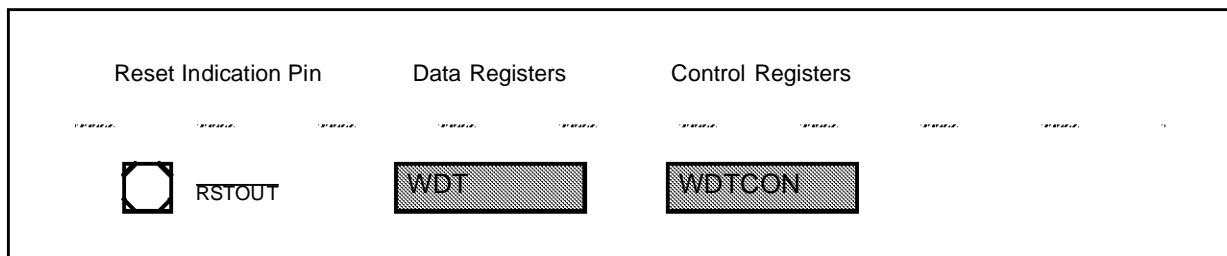 Reset Indication Pin Data Registers Control Registers
RSTOUT WDT WDTCON